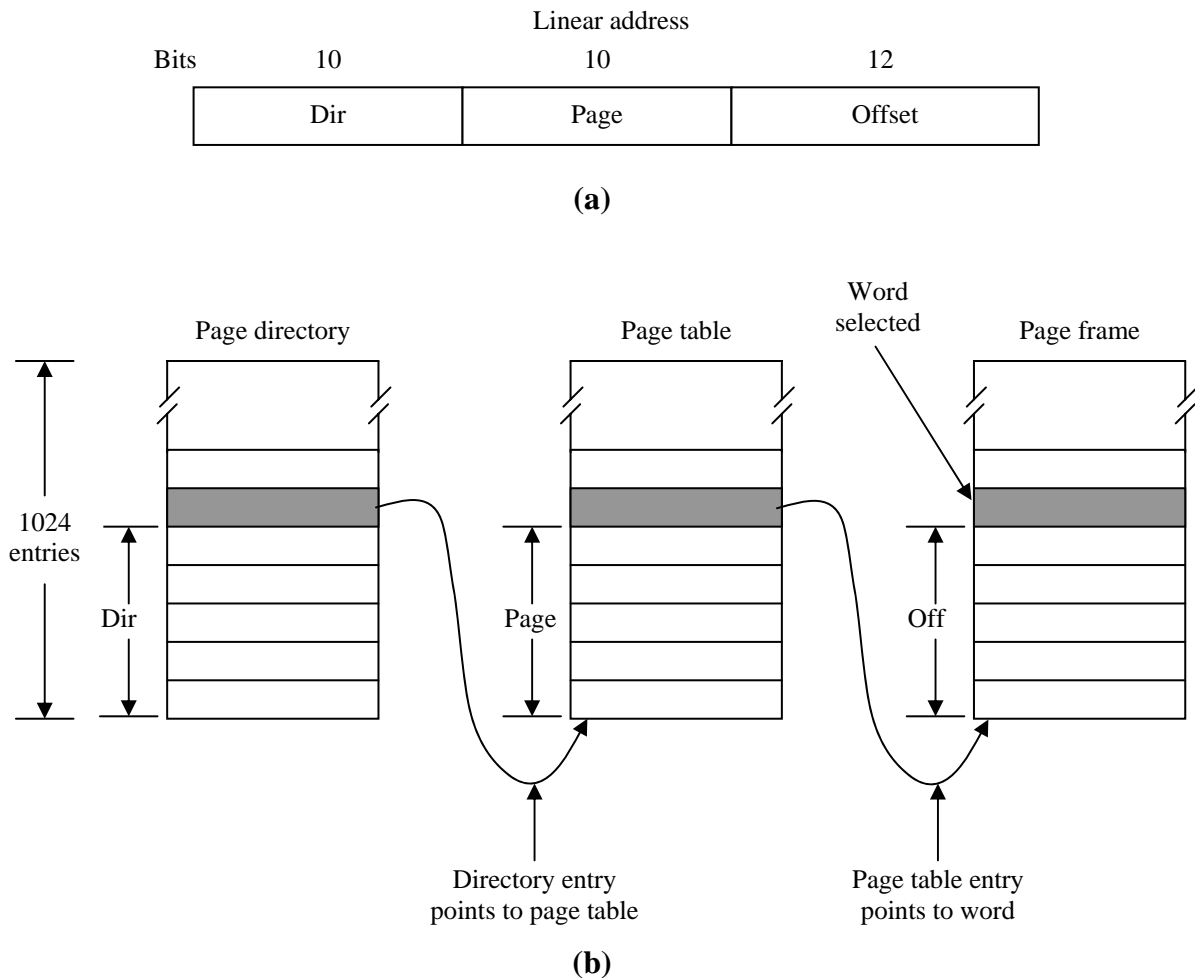 Linear address
Bits 10 10 12
Dir Page Offset
(a)
Word
selected
Page directory Page table Page frame
1024
entries
Dir Page Off
Directory entry
points to page table
Page table entry
points to word
(b)